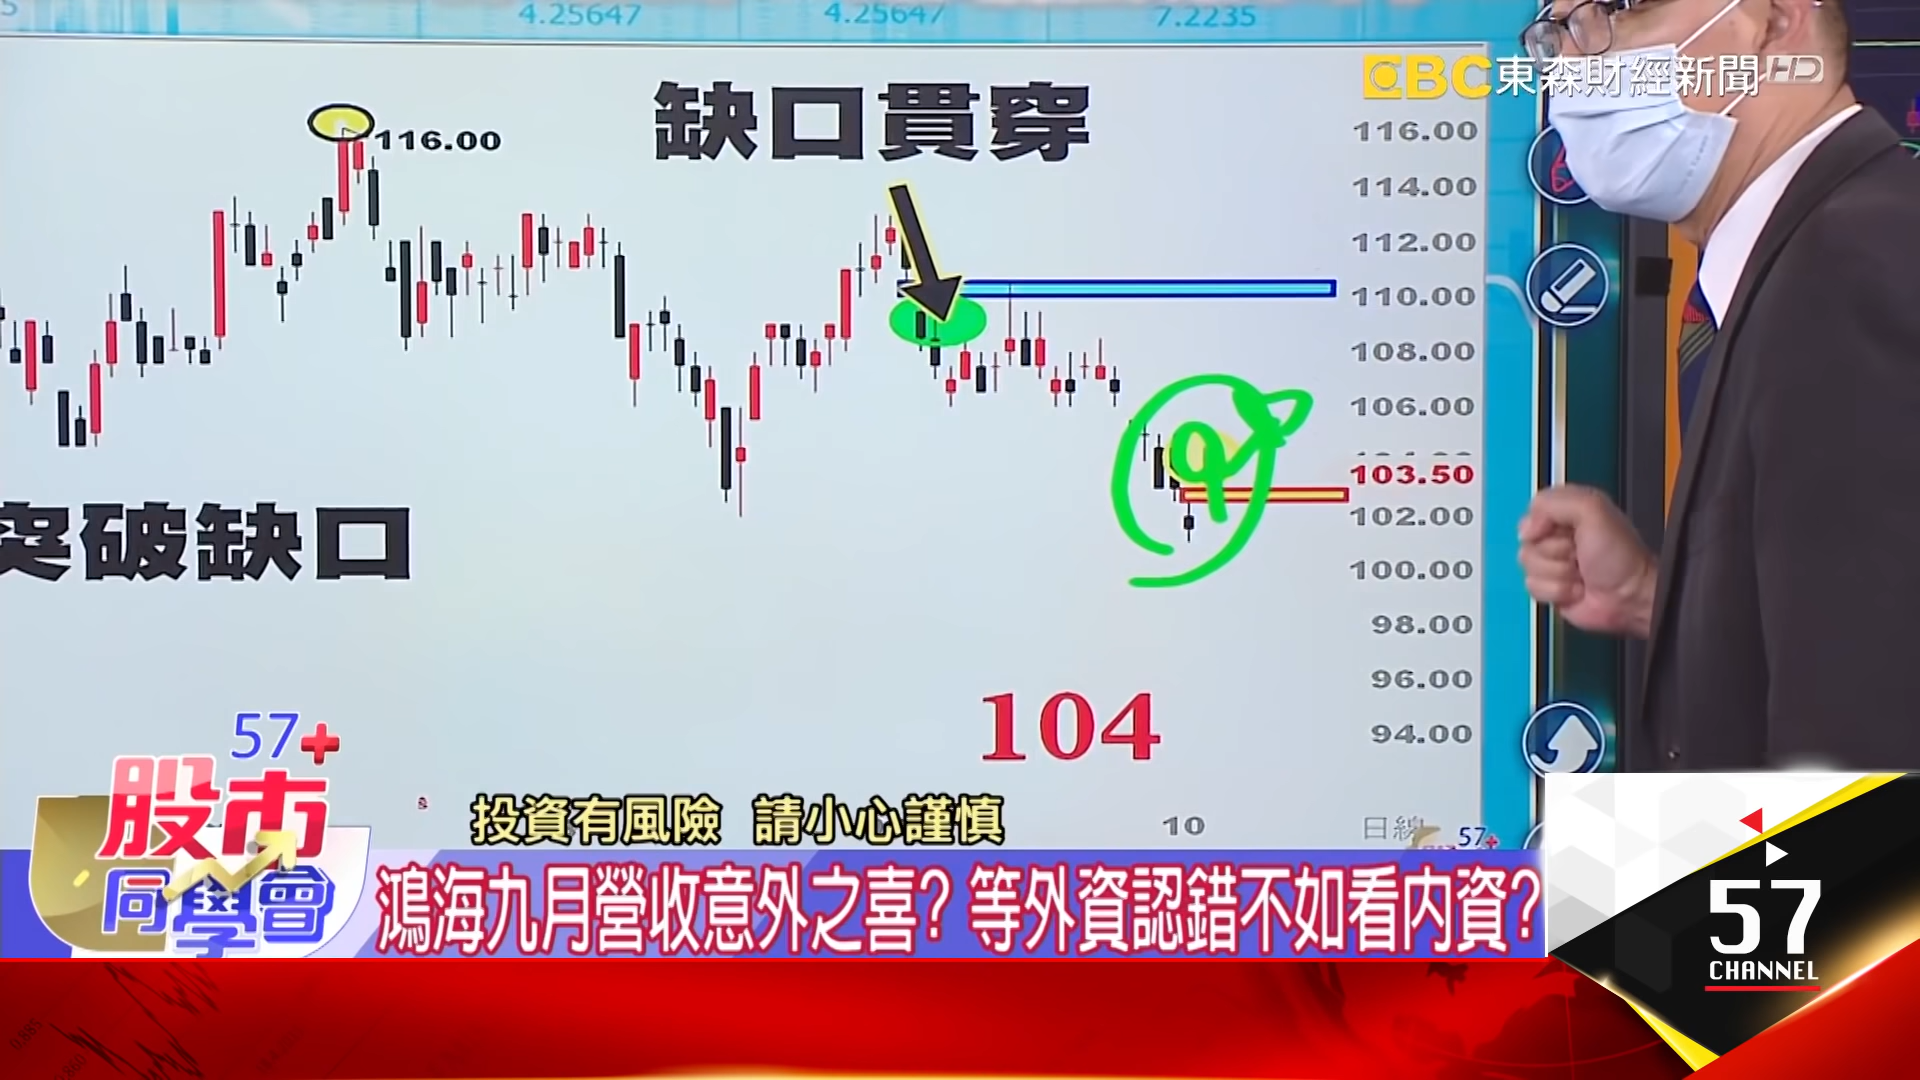 4.25647
4.25647
7.2235
EBC東森財經新聞HD
缺口貫穿
116.00
116.00
114.00
112.00
110.00
108.00
106.00
103.50
102.00
100.00
98.00
96.00
94.00
突破缺口
104
10
日線
57+
股市
同學會
投資有風險 請小心謹慎
57+
鴻海九月營收意外之喜? 等外資認錯不如看內資?
57
CHANNEL